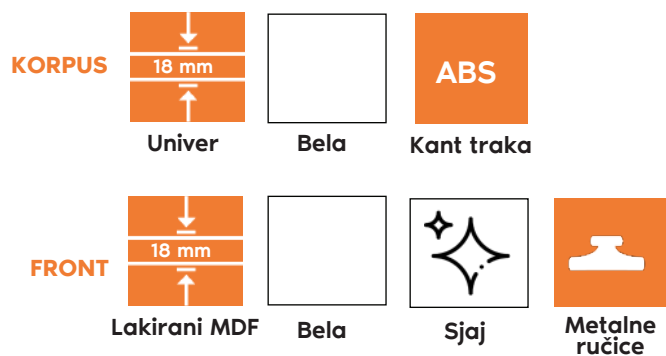 KORPUS
18 mm
ABS
Univer
Bela
Kant traka
FRONT
18 mm
Lakirani MDF
Bela
Sjaj
Metalne
ručice